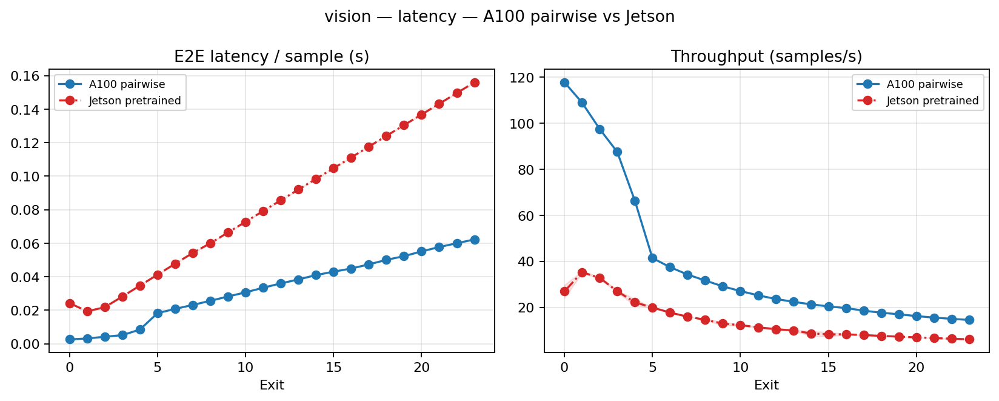 vision — latency — A100 pairwise vs Jetson
E2E latency / sample (s)
0.16
0.14
0.12
0.10
0.08
0.06
0.04
0.02
0.00
0
5
10
15
20
Exit
A100 pairwise
Jetson pretrained
Throughput (samples/s)
120
100
80
60
40
20
0
5
10
15
20
Exit
A100 pairwise
Jetson pretrained